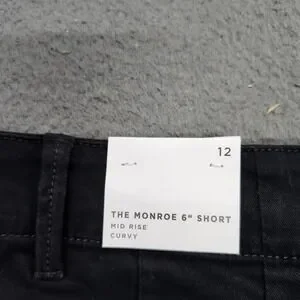 12
THE MONROE 6" SHORT
MID RISE
CURVY